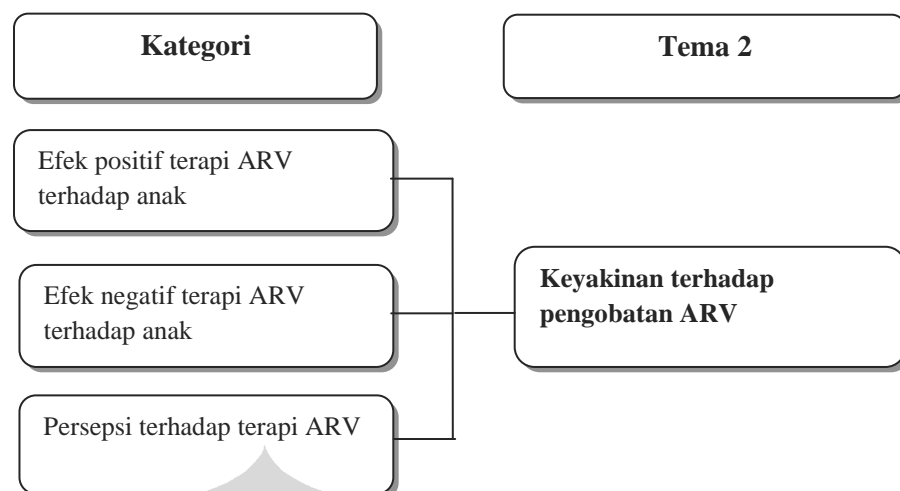 Kategori
Tema 2
Efek positif terapi ARV
terhadap anak
Efek negatif terapi ARV
terhadap anak
Persepsi terhadap terapi ARV
Keyakinan terhadap
pengobatan ARV